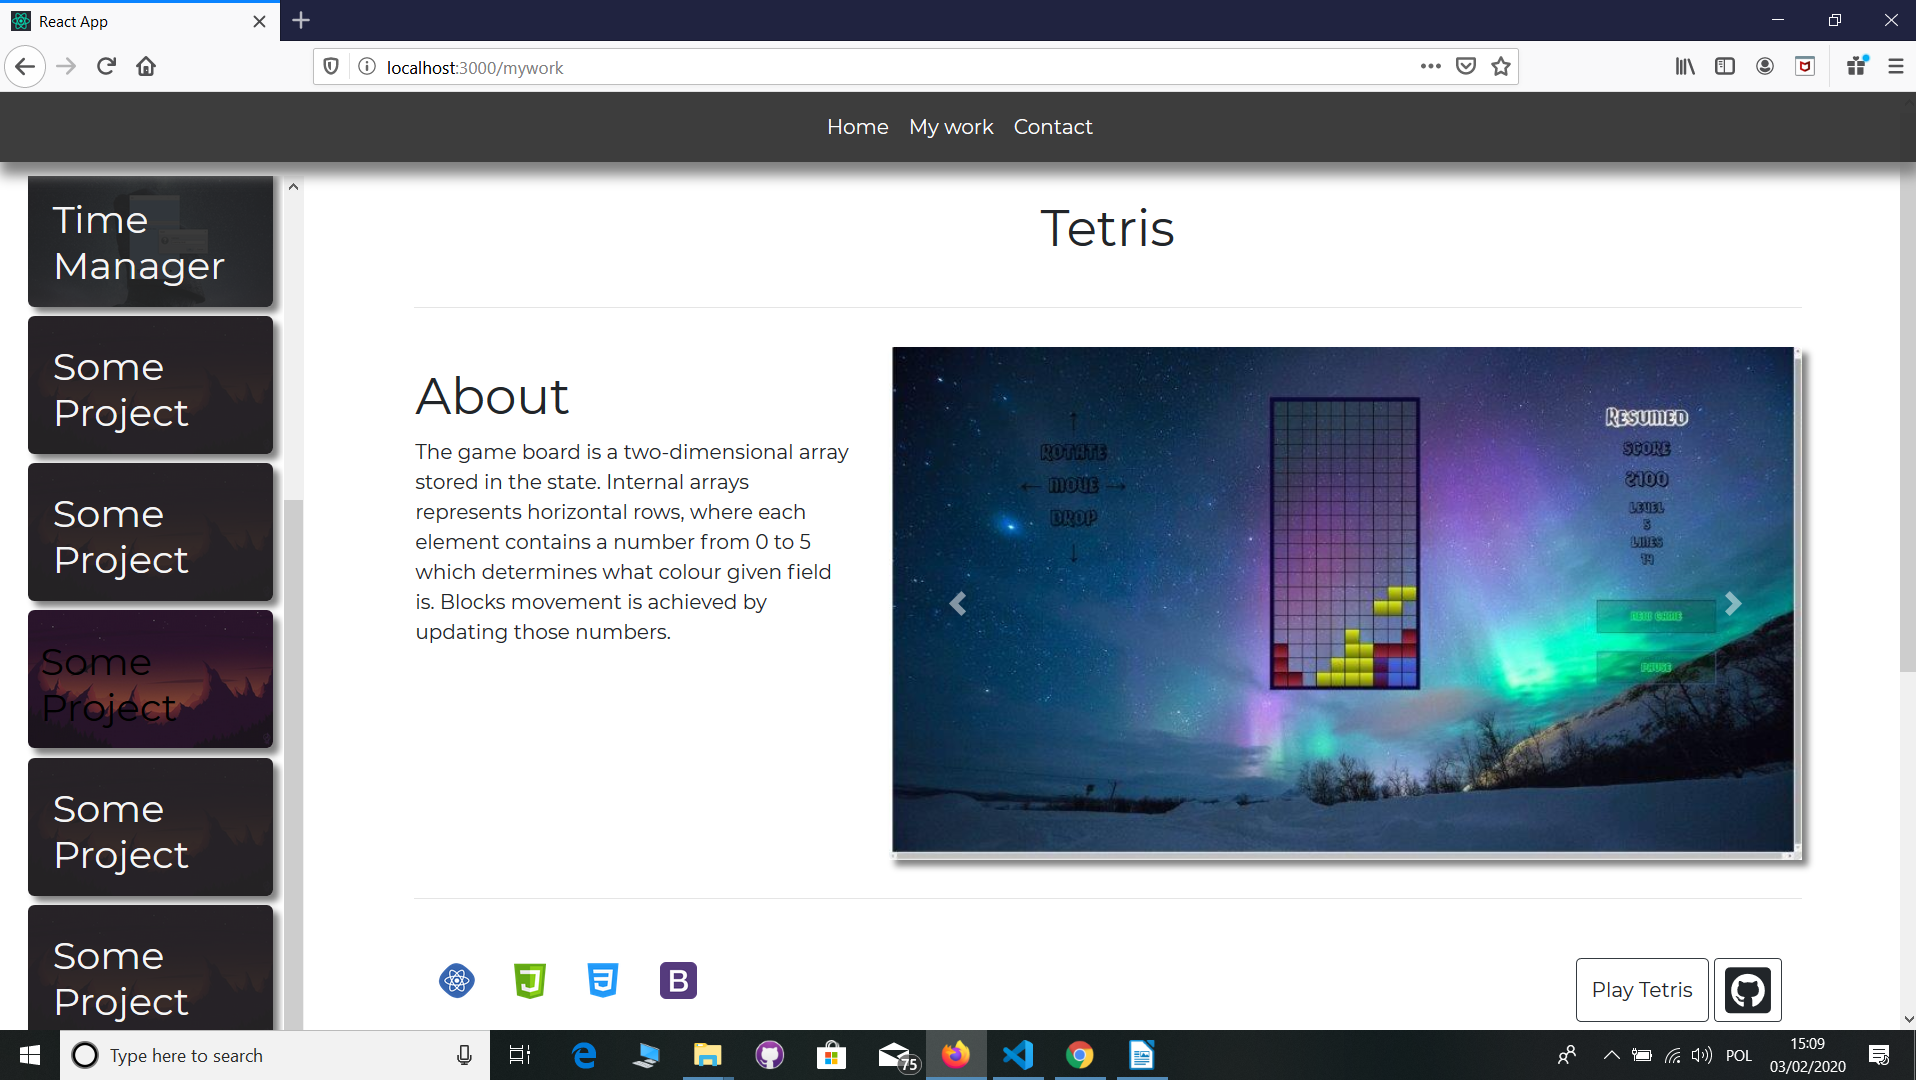 React App
localhost:3000/mywork
Home My work Contact
Time
Manager
Some
Project
Some
Project
Some
Project
Some
Project
Some
Project
Tetris
About
The game board is a two-dimensional array
stored in the state. Internal arrays
represents horizontal rows, where each
element contains a number from 0 to 5
which determines what colour given field
is. Blocks movement is achieved by
updating those numbers.
↑
ROTATE
← MOVE →
DROP
↓
RESUMED
SCORE
2100
LEVEL
5
LINES
14
NEW GAME
PAUSE
B
Play Tetris
Type here to search
75
POL
15:09
03/02/2020